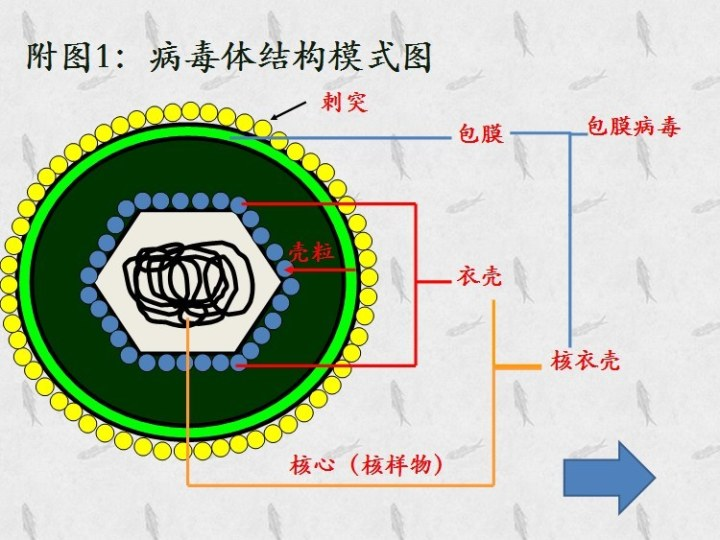 附图1：病毒体结构模式图
刺突
包膜
包膜病毒
壳粒
衣壳
核衣壳
核心（核样物）